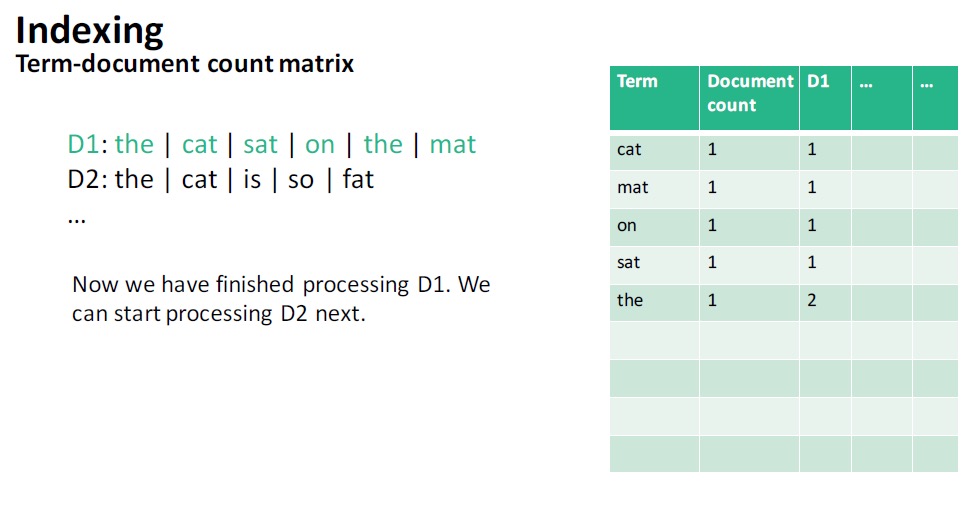 Indexing
Term-document count matrix
D1: the | cat | sat | on | the | mat
D2: the | cat | is | so | fat
...
Now we have finished processing D1. We
can start processing D2 next.
Term Document count D1 ... ...
cat 1 1
mat 1 1
on 1 1
sat 1 1
the 1 2